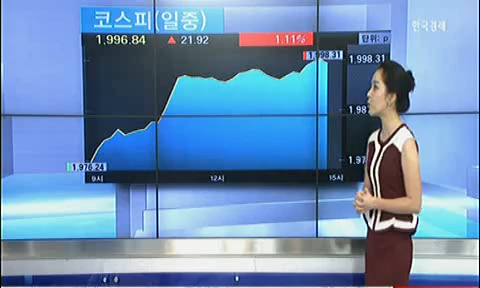 코스피(일중)
한국경제
1,996.84 ▲ 21.92 1.11% 단위: p
1,998.31
1,998.31
1,976.24
9시 12시 15시